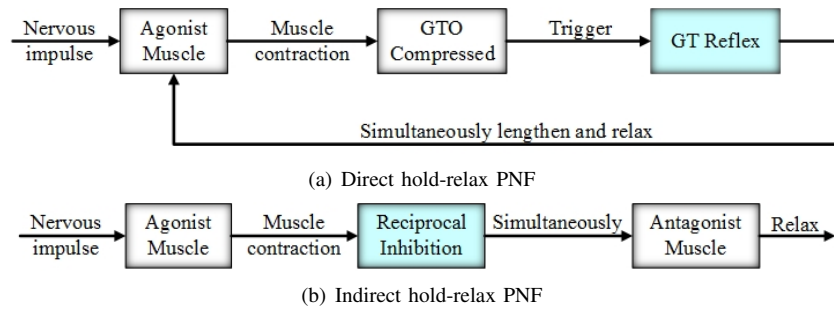 Nervous
impulse
Agonist
Muscle
Muscle
contraction
GTO
Compressed
Trigger
GT Reflex
Simultaneously lengthen and relax
(a) Direct hold-relax PNF
Nervous
impulse
Agonist
Muscle
Muscle
contraction
Reciprocal
Inhibition
Simultaneously
Antagonist
Muscle
Relax
(b) Indirect hold-relax PNF